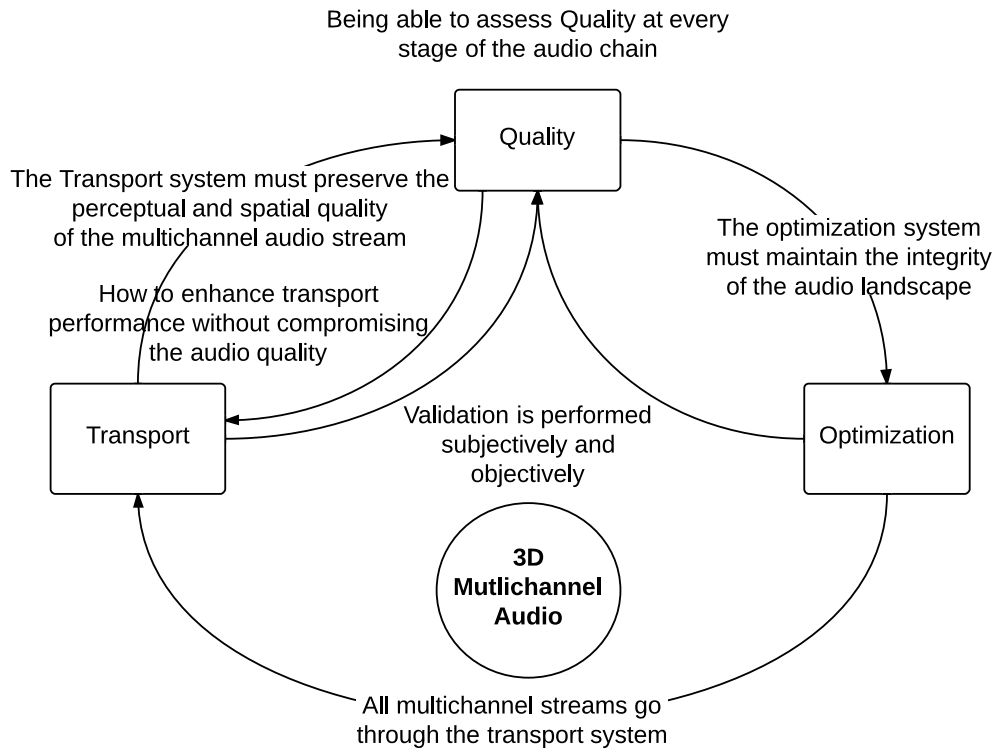 Being able to assess Quality at every
stage of the audio chain
Quality
The Transport system must preserve the
perceptual and spatial quality
of the multichannel audio stream
The optimization system
must maintain the integrity
of the audio landscape
How to enhance transport
performance without compromising
the audio quality
Transport
Validation is performed
subjectively and
objectively
Optimization
3D
Mutlichannel
Audio
All multichannel streams go
through the transport system